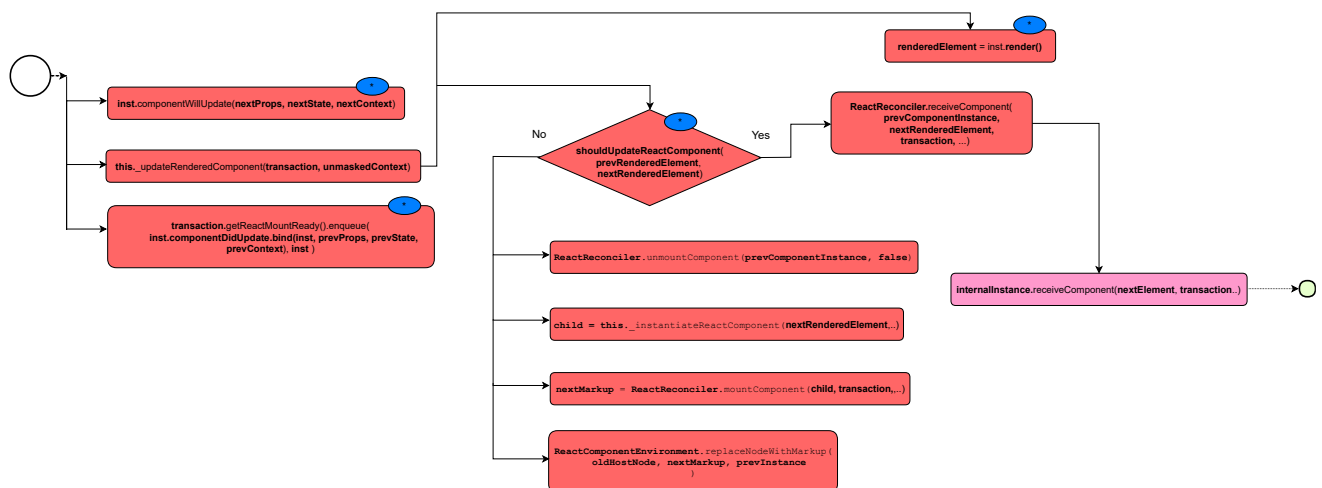 *
renderedElement = inst.render()
*
inst.componentWillUpdate(nextProps, nextState, nextContext)
this._updateRenderedComponent(transaction, unmaskedContext)
*
transaction.getReactMountReady().enqueue(
inst.componentDidUpdate.bind(inst, prevProps, prevState,
prevContext), inst )
*
No
Yes
shouldUpdateReactComponent(
prevRenderedElement,
nextRenderedElement)
ReactReconciler.receiveComponent(
prevComponentInstance,
nextRenderedElement,
transaction, ...)
ReactReconciler.unmountComponent(prevComponentInstance, false)
internalInstance.receiveComponent(nextElement, transaction..)
child = this._instantiateReactComponent(nextRenderedElement,..)
nextMarkup = ReactReconciler.mountComponent(child, transaction,,..)
ReactComponentEnvironment.replaceNodeWithMarkup(
oldHostNode, nextMarkup, prevInstance
)